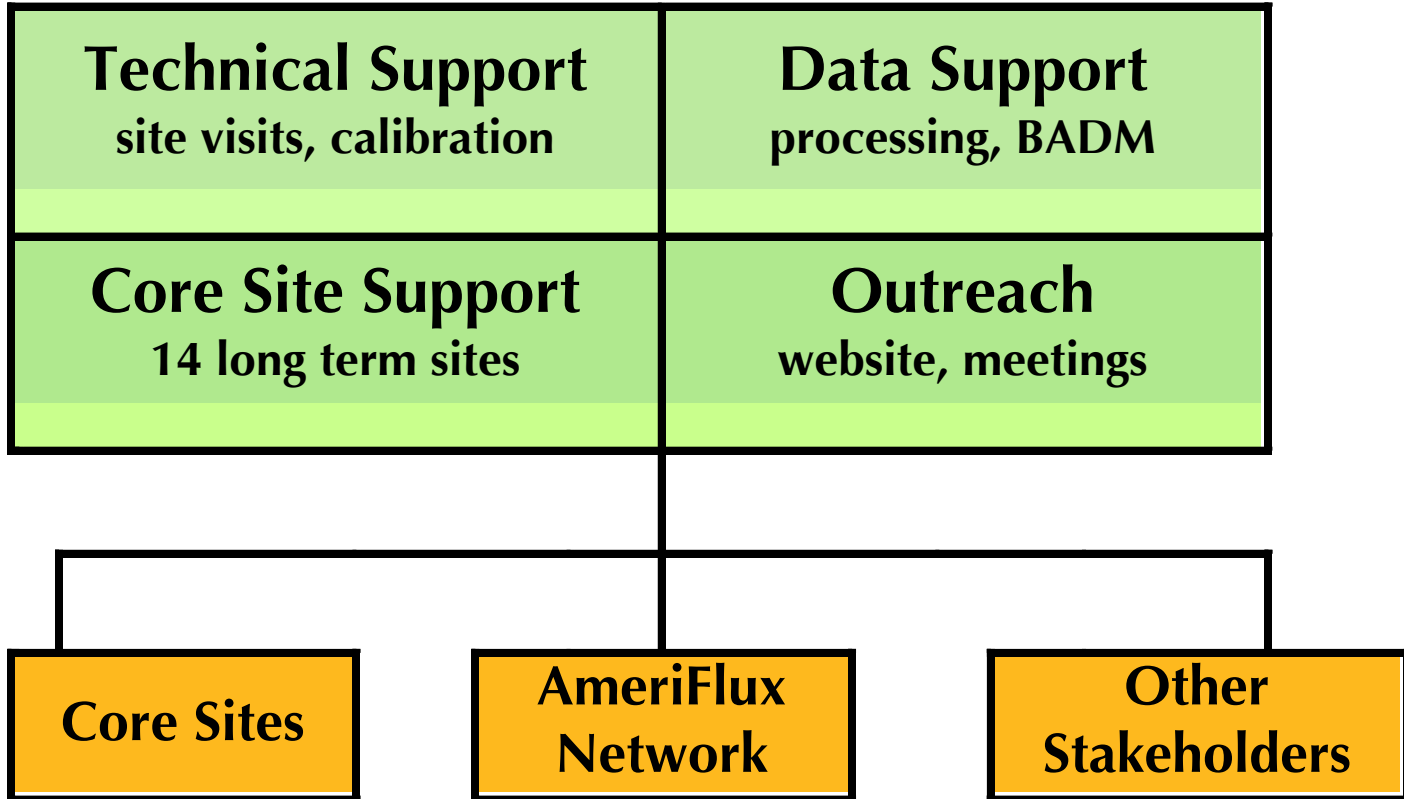 Technical Support
site visits, calibration
Data Support
processing, BADM
Core Site Support
14 long term sites
Outreach
website, meetings
Core Sites
AmeriFlux
Network
Other
Stakeholders